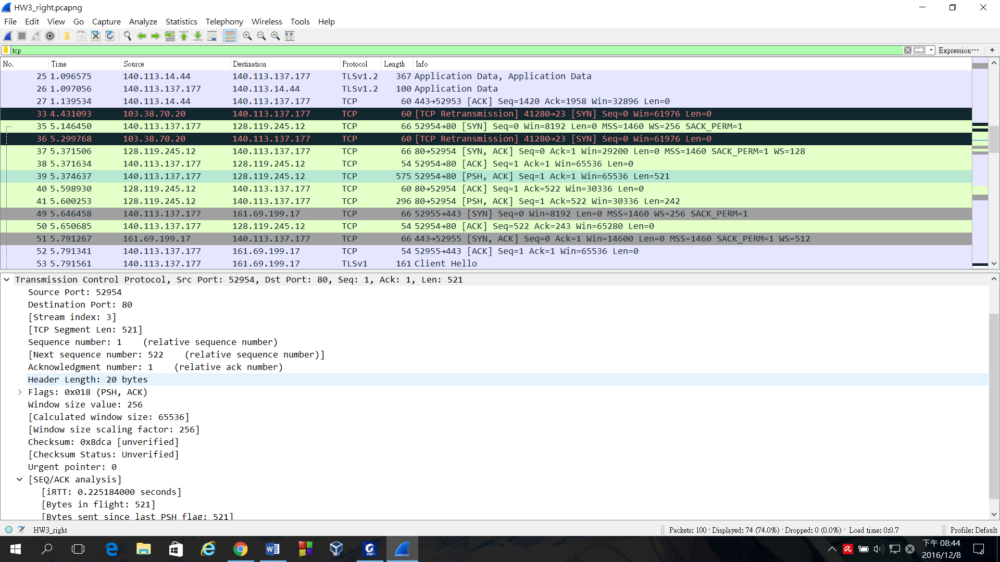 HW3_right.pcapng
File Edit View Go Capture Analyze Statistics Telephony Wireless Tools Help
tcp Expression⋯ +
No. Time Source Destination Protocol Length Info
25 1.096575 140.113.14.44 140.113.137.177 TLSv1.2 367 Application Data, Application Data
26 1.097056 140.113.137.177 140.113.14.44 TLSv1.2 100 Application Data
27 1.139534 140.113.14.44 140.113.137.177 TCP 60 443→52953 [ACK] Seq=1420 Ack=1958 Win=32896 Len=0
33 4.431093 103.38.70.20 140.113.137.177 TCP 60 [TCP Retransmission] 41280→23 [SYN] Seq=0 Win=61976 Len=0
35 5.146450 140.113.137.177 128.119.245.12 TCP 66 52954→80 [SYN] Seq=0 Win=8192 Len=0 MSS=1460 WS=256 SACK_PERM=1
36 5.299768 103.38.70.20 140.113.137.177 TCP 60 [TCP Retransmission] 41280→23 [SYN] Seq=0 Win=61976 Len=0
37 5.371506 128.119.245.12 140.113.137.177 TCP 66 80→52954 [SYN, ACK] Seq=0 Ack=1 Win=29200 Len=0 MSS=1460 SACK_PERM=1 WS=128
38 5.371634 140.113.137.177 128.119.245.12 TCP 54 52954→80 [ACK] Seq=1 Ack=1 Win=65536 Len=0
39 5.374637 140.113.137.177 128.119.245.12 TCP 575 52954→80 [PSH, ACK] Seq=1 Ack=1 Win=65536 Len=521
40 5.598930 128.119.245.12 140.113.137.177 TCP 60 80→52954 [ACK] Seq=1 Ack=522 Win=30336 Len=0
41 5.600253 128.119.245.12 140.113.137.177 TCP 296 80→52954 [PSH, ACK] Seq=1 Ack=522 Win=30336 Len=242
49 5.646458 140.113.137.177 161.69.199.17 TCP 66 52955→443 [SYN] Seq=0 Win=8192 Len=0 MSS=1460 WS=256 SACK_PERM=1
50 5.650685 140.113.137.177 128.119.245.12 TCP 54 52954→80 [ACK] Seq=522 Ack=243 Win=65280 Len=0
51 5.791267 161.69.199.17 140.113.137.177 TCP 66 443→52955 [SYN, ACK] Seq=0 Ack=1 Win=14600 Len=0 MSS=1460 SACK_PERM=1 WS=512
52 5.791341 140.113.137.177 161.69.199.17 TCP 54 52955→443 [ACK] Seq=1 Ack=1 Win=65536 Len=0
53 5.791561 140.113.137.177 161.69.199.17 TLSv1 161 Client Hello
Transmission Control Protocol, Src Port: 52954, Dst Port: 80, Seq: 1, Ack: 1, Len: 521
Source Port: 52954
Destination Port: 80
[Stream index: 3]
[TCP Segment Len: 521]
Sequence number: 1 (relative sequence number)
[Next sequence number: 522 (relative sequence number)]
Acknowledgment number: 1 (relative ack number)
Header Length: 20 bytes
Flags: 0x018 (PSH, ACK)
Window size value: 256
[Calculated window size: 65536]
[Window size scaling factor: 256]
Checksum: 0x8dca [unverified]
[Checksum Status: Unverified]
Urgent pointer: 0
[SEQ/ACK analysis]
[iRTT: 0.225184000 seconds]
[Bytes in flight: 521]
[Bytes sent since last PSH flag: 521]
HW3_right Packets: 100 · Displayed: 74 (74.0%) · Dropped: 0 (0.0%) · Load time: 0:0.7 Profile: Default
PDF
下午 08:44
2016/12/8